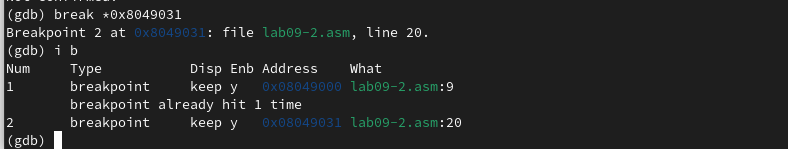 (gdb) break *0x8049031
Breakpoint 2 at 0x8049031: file lab09-2.asm, line 20.
(gdb) i b
Num     Type           Disp Enb Address    What
1       breakpoint     keep y   0x08049000 lab09-2.asm:9
        breakpoint already hit 1 time
2       breakpoint     keep y   0x08049031 lab09-2.asm:20
(gdb)